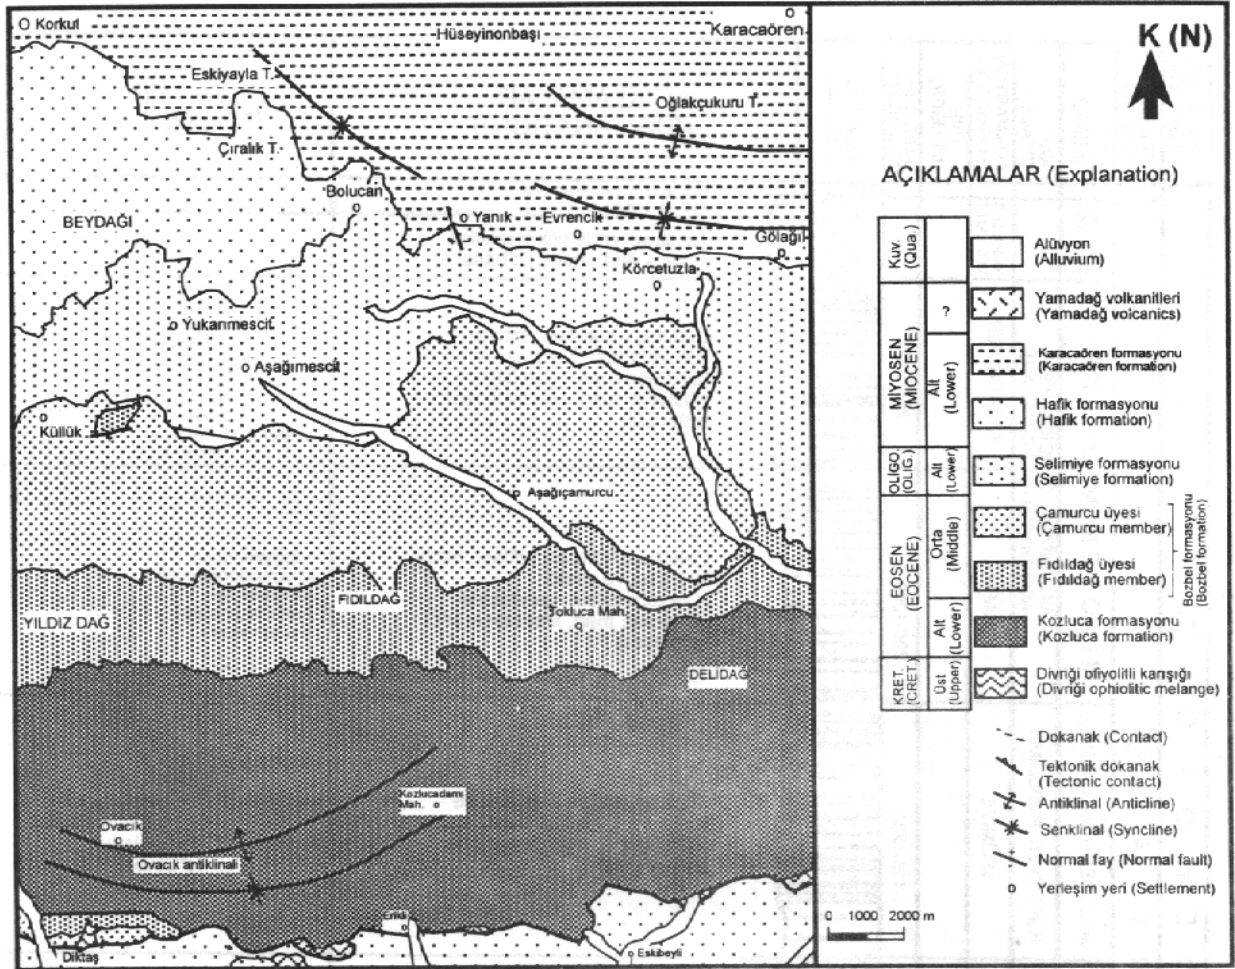 O Korkut
Hüseyinonbaşı
Karacaören
Eskiyayla T.
Oğlakçukuru T.
Çıralık T.
Bolucan
BEYDAĞI
Yanık
Evrencik
Gölağıl
Körcetuzla
Yukarımescit
Aşağımescit
Küllük
Aşağıçamurcu
FIDILDAĞ
YILDIZ DAĞ
Tokluca Mah.
DELİDAĞ
Kozlucadamı
Mah.
Ovacık
Ovacık antiklinali
Erikli
Diktaş
Eskibeyli
K (N)
AÇIKLAMALAR (Explanation)
Kuv.
(Qua.)
Alüvyon
(Alluvium)
MİYOSEN
(MIOCENE)
?
Yamadağ volkanitleri
(Yamadağ volcanics)
Alt
(Lower)
Karacaören formasyonu
(Karacaören formation)
Hafik formasyonu
(Hafik formation)
OLİGO.
(OLIG.)
Alt
(Lower)
Selimiye formasyonu
(Selimiye formation)
EOSEN
(EOCENE)
Orta
(Middle)
Çamurcu üyesi
(Çamurcu member)
Fıdıldağ üyesi
(Fıdıldağ member)
Bozbel formasyonu
(Bozbel formation)
Alt
(Lower)
Kozluca formasyonu
(Kozluca formation)
KRET.
(CRET.)
Üst
(Upper)
Divriği ofiyolitli karışığı
(Divriği ophiolitic melange)
Dokanak (Contact)
Tektonik dokanak
(Tectonic contact)
Antiklinal (Anticline)
Senklinal (Syncline)
Normal fay (Normal fault)
Yerleşim yeri (Settlement)
0 1000 2000 m